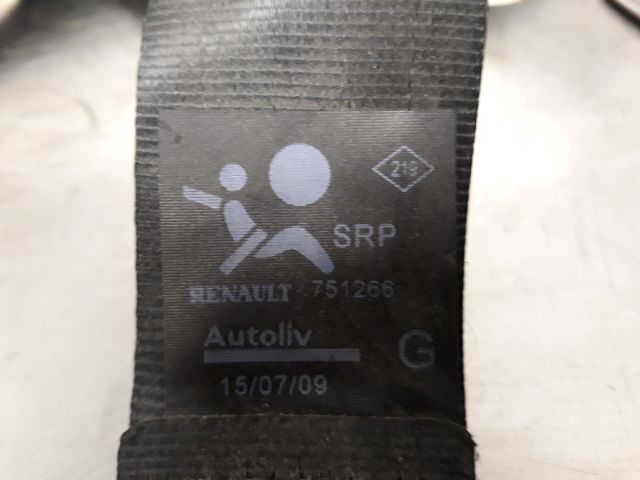 219
SRP
RENAULT 751266
Autoliv
G
15/07/09